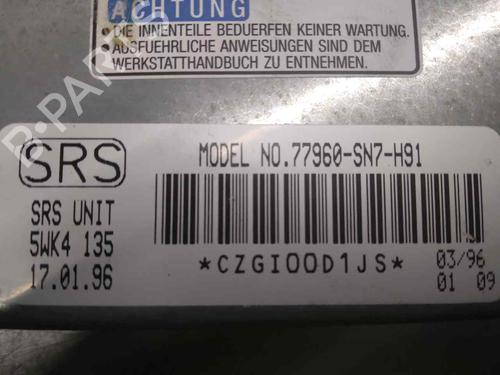 ACHTUNG
• DIE INNENTEILE BEDUERFEN KEINER WARTUNG.
• AUSFUEHRLICHE ANWEISUNGEN SIND DEM
WERKSTATTHANDBUCH ZU ENTNEHMEN.
SRS
MODEL NO.77960-SN7-H91
SRS UNIT
5WK4 135
17.01.96
*CZGI00D1JS*
03/96
01 09
B-PARTS